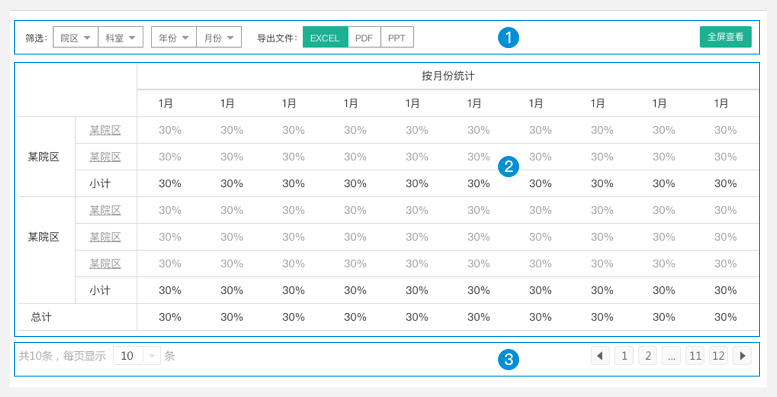 筛选： 院区 科室 年份 月份 导出文件： EXCEL PDF PPT 1 全屏查看
按月份统计
1月 1月 1月 1月 1月 1月 1月 1月 1月 1月
某院区 30% 30% 30% 30% 30% 30% 30% 30% 30% 30%
某院区 某院区 30% 30% 30% 30% 30% 30% 30% 30% 30% 30%
2
小计 30% 30% 30% 30% 30% 30% 30% 30% 30% 30%
某院区 30% 30% 30% 30% 30% 30% 30% 30% 30% 30%
某院区 某院区 30% 30% 30% 30% 30% 30% 30% 30% 30% 30%
某院区 30% 30% 30% 30% 30% 30% 30% 30% 30% 30%
小计 30% 30% 30% 30% 30% 30% 30% 30% 30% 30%
总计 30% 30% 30% 30% 30% 30% 30% 30% 30% 30%
共10条，每页显示 10 条 3 1 2 ... 11 12